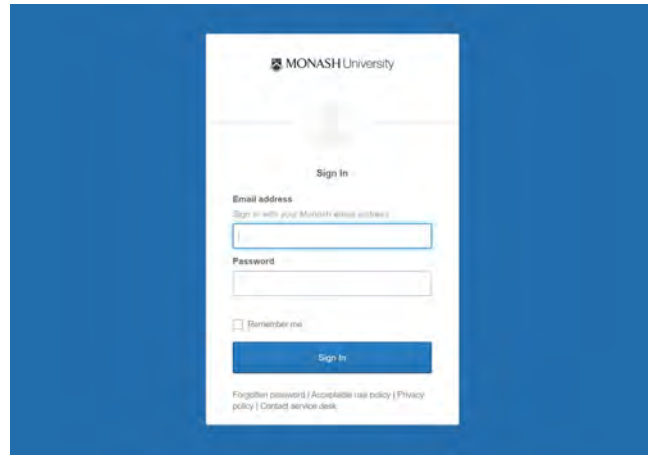 MONASH University
Sign In
Email address
Sign in with your Monash email address
Password
Remember me
Sign In
Forgotten password | Acceptable use policy | Privacy
policy | Contact service desk